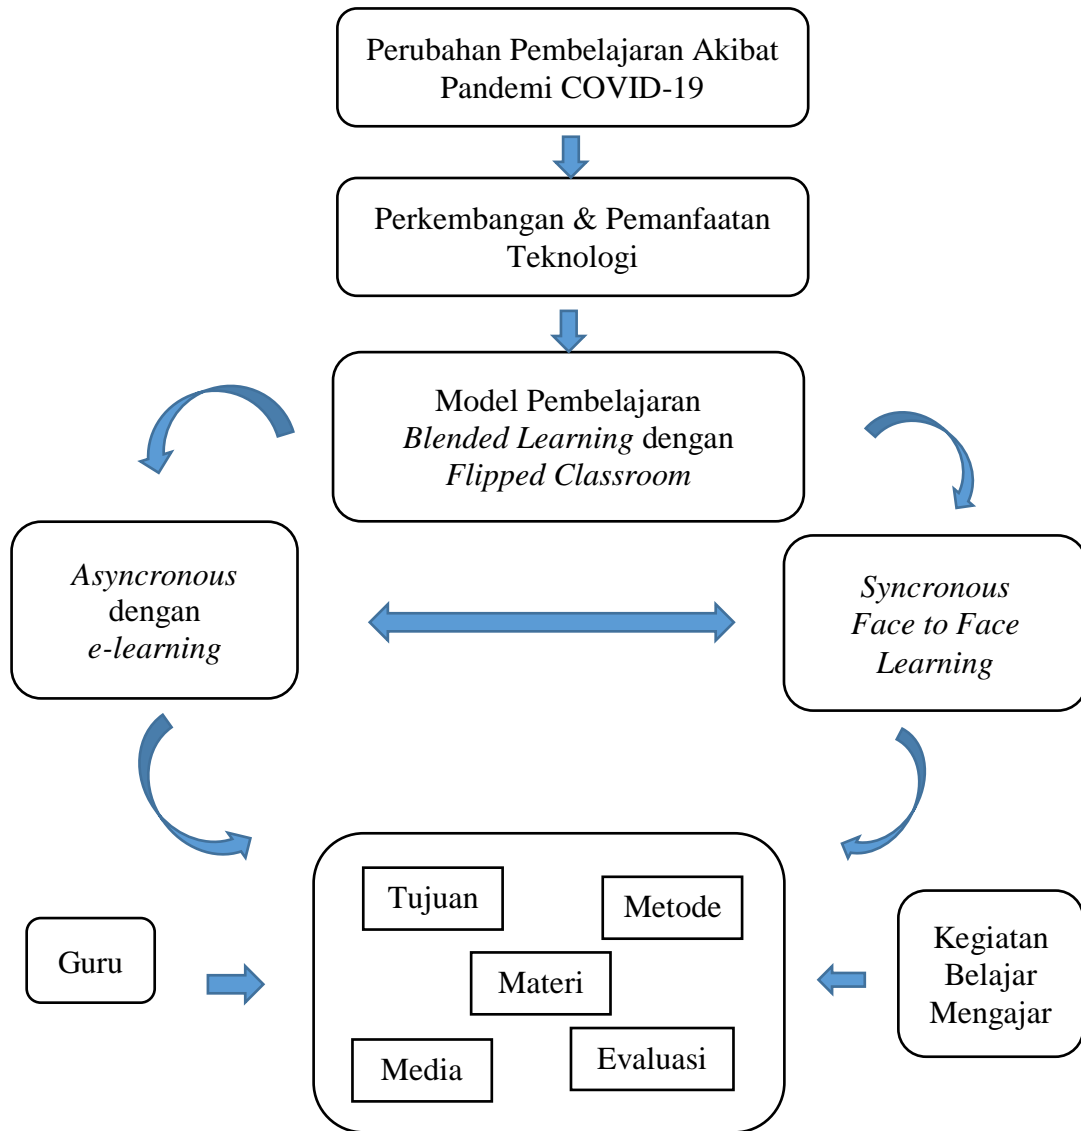 Perubahan Pembelajaran Akibat
Pandemi COVID-19
Perkembangan & Pemanfaatan
Teknologi
Model Pembelajaran
Blended Learning dengan
Flipped Classroom
Asyncronous
dengan
e-learning
Syncronous
Face to Face
Learning
Tujuan
Metode
Materi
Media
Evaluasi
Guru
Kegiatan
Belajar
Mengajar